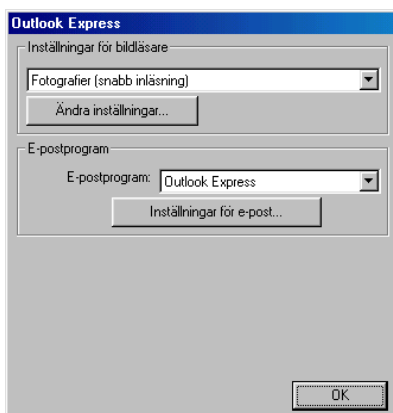 Outlook Express
Inställningar för bildläsare
Fotografier (snabb inläsning)
Ändra inställningar...
E-postprogram
E-postprogram: Outlook Express
Inställningar för e-post...
OK